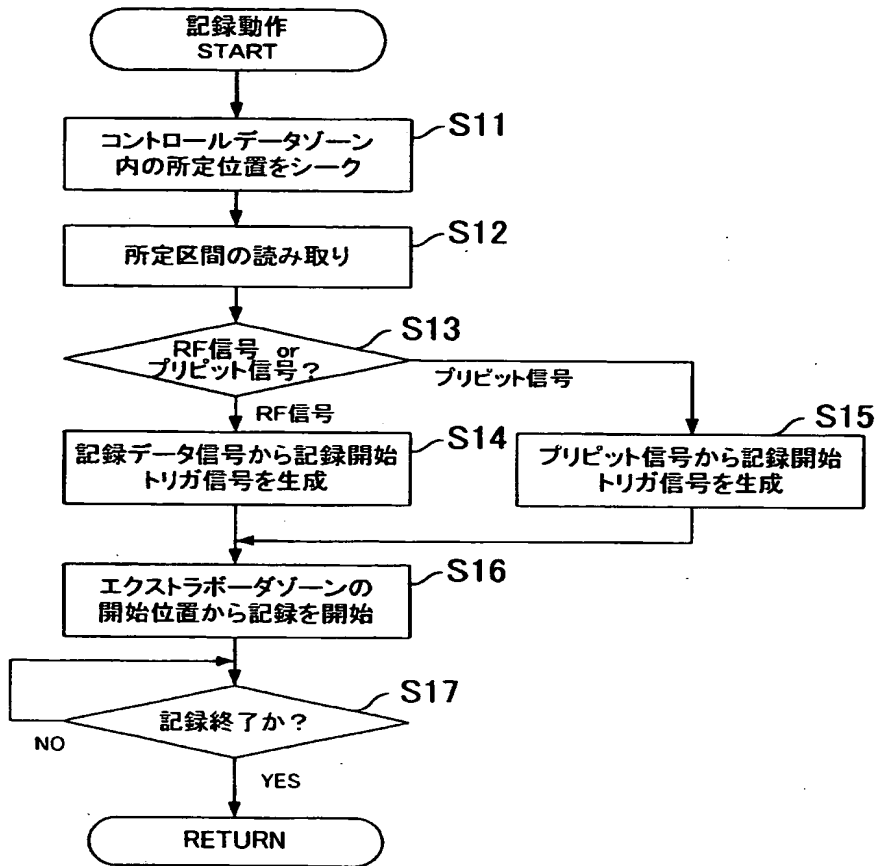 記録動作
START
コントロールデータゾーン
内の所定位置をシーク
S11
所定区間の読み取り
S12
RF信号 or
プリピット信号？
S13
プリピット信号
RF信号
記録データ信号から記録開始
トリガ信号を生成
S14
プリピット信号から記録開始
トリガ信号を生成
S15
エクストラボーダゾーンの
開始位置から記録を開始
S16
記録終了か？
S17
NO
YES
RETURN